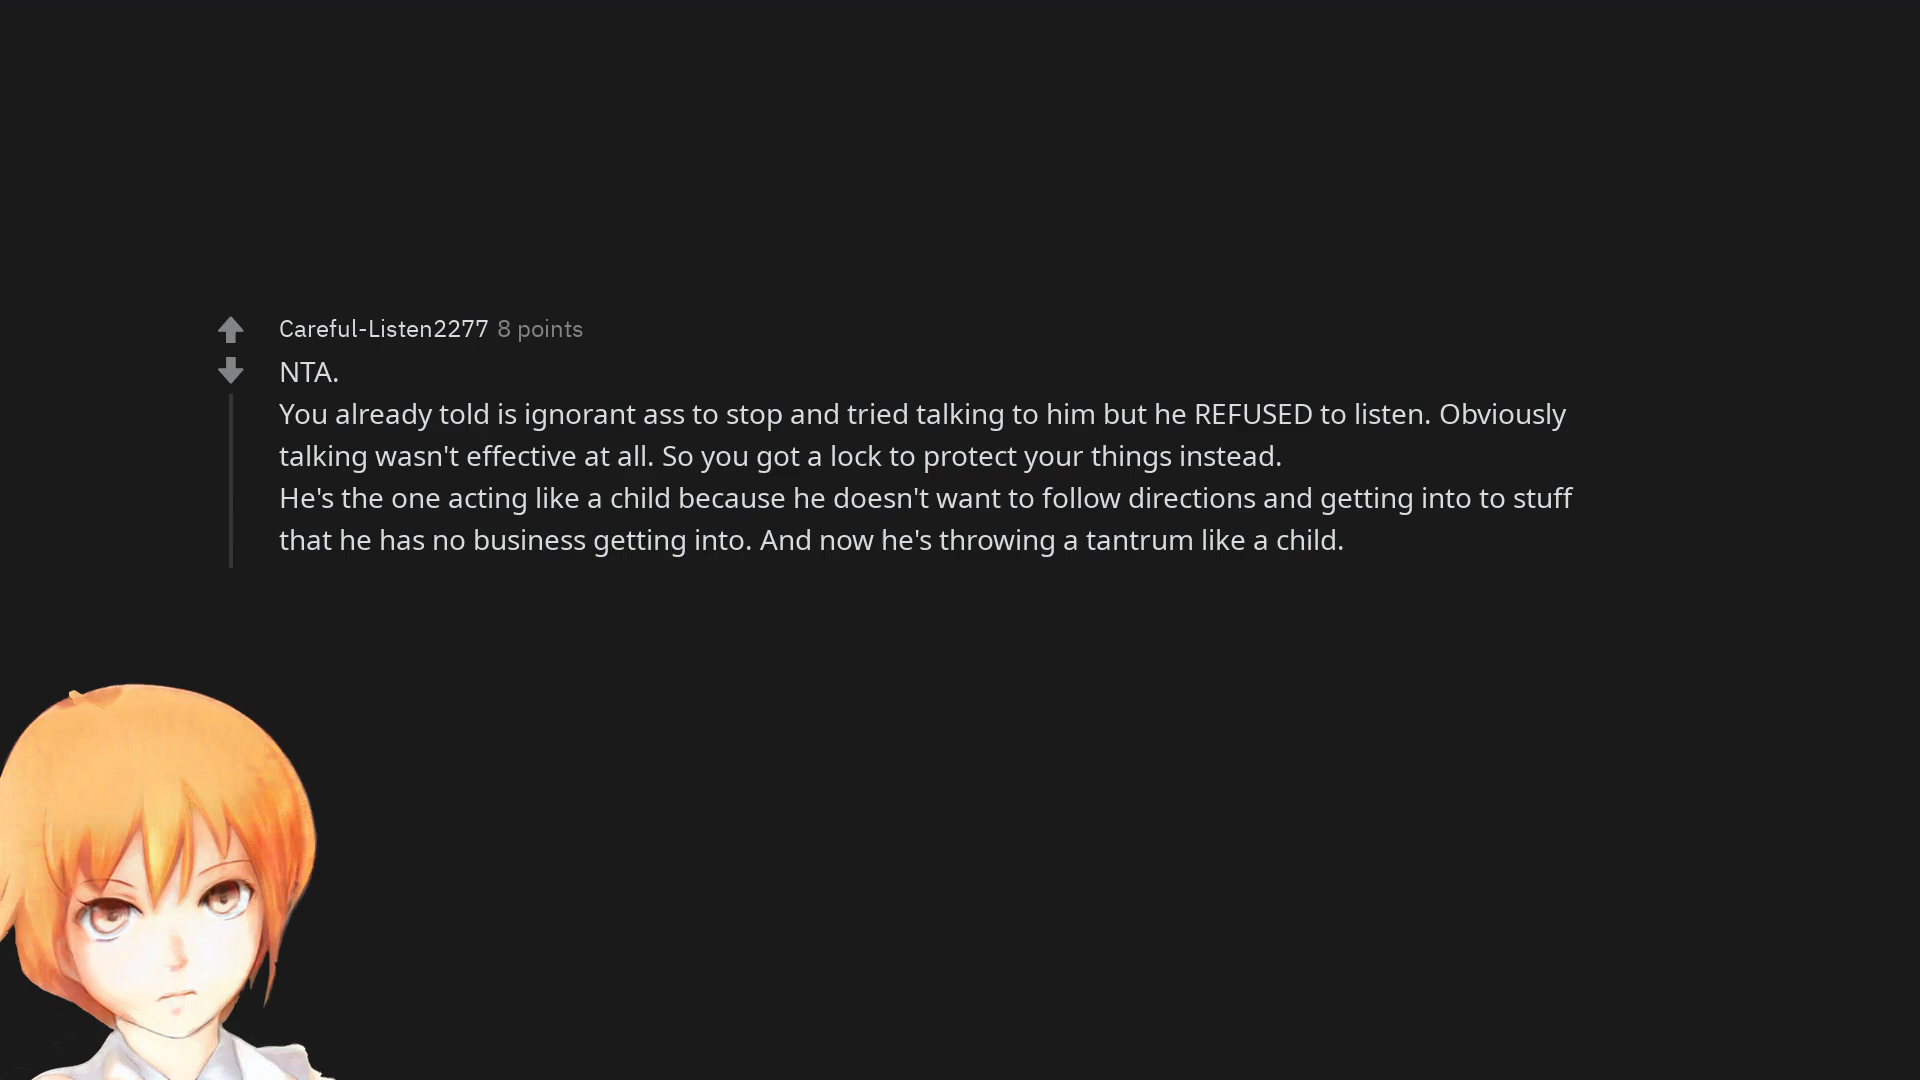 Careful-Listen2277 8 points
NTA.
You already told is ignorant ass to stop and tried talking to him but he REFUSED to listen. Obviously
talking wasn't effective at all. So you got a lock to protect your things instead.
He's the one acting like a child because he doesn't want to follow directions and getting into to stuff
that he has no business getting into. And now he's throwing a tantrum like a child.